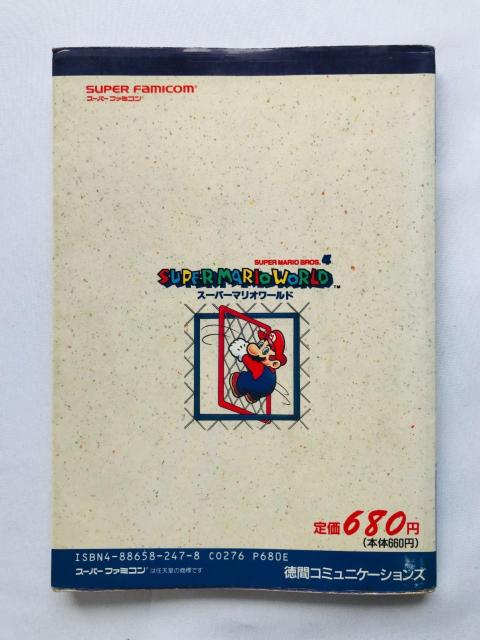 SUPER FAMICOM
スーパーファミコン
SUPER MARIO BROS. 4
SUPER MARIO WORLD TM
スーパーマリオワールド
定価680円
(本体660円)
ISBN4-88658-247-8 C0276 P680E
スーパーファミコンは任天堂の商標です
徳間コミュニケーションズ